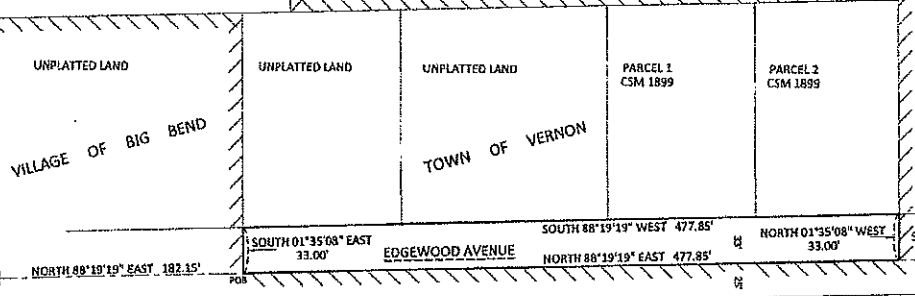 UNPLATTED LAND
UNPLATTED LAND
UNPLATTED LAND
PARCEL 1
CSM 1899
PARCEL 2
CSM 1899
VILLAGE OF BIG BEND
TOWN OF VERNON
SOUTH 01°35'08" EAST
33.00'
EDGEWOOD AVENUE
SOUTH 88°19'19" WEST 477.85'
NORTH 88°19'19" EAST 477.85'
33'
NORTH 01°35'08" WEST
33.00'
NORTH 88°19'19" EAST 182.15'
POB